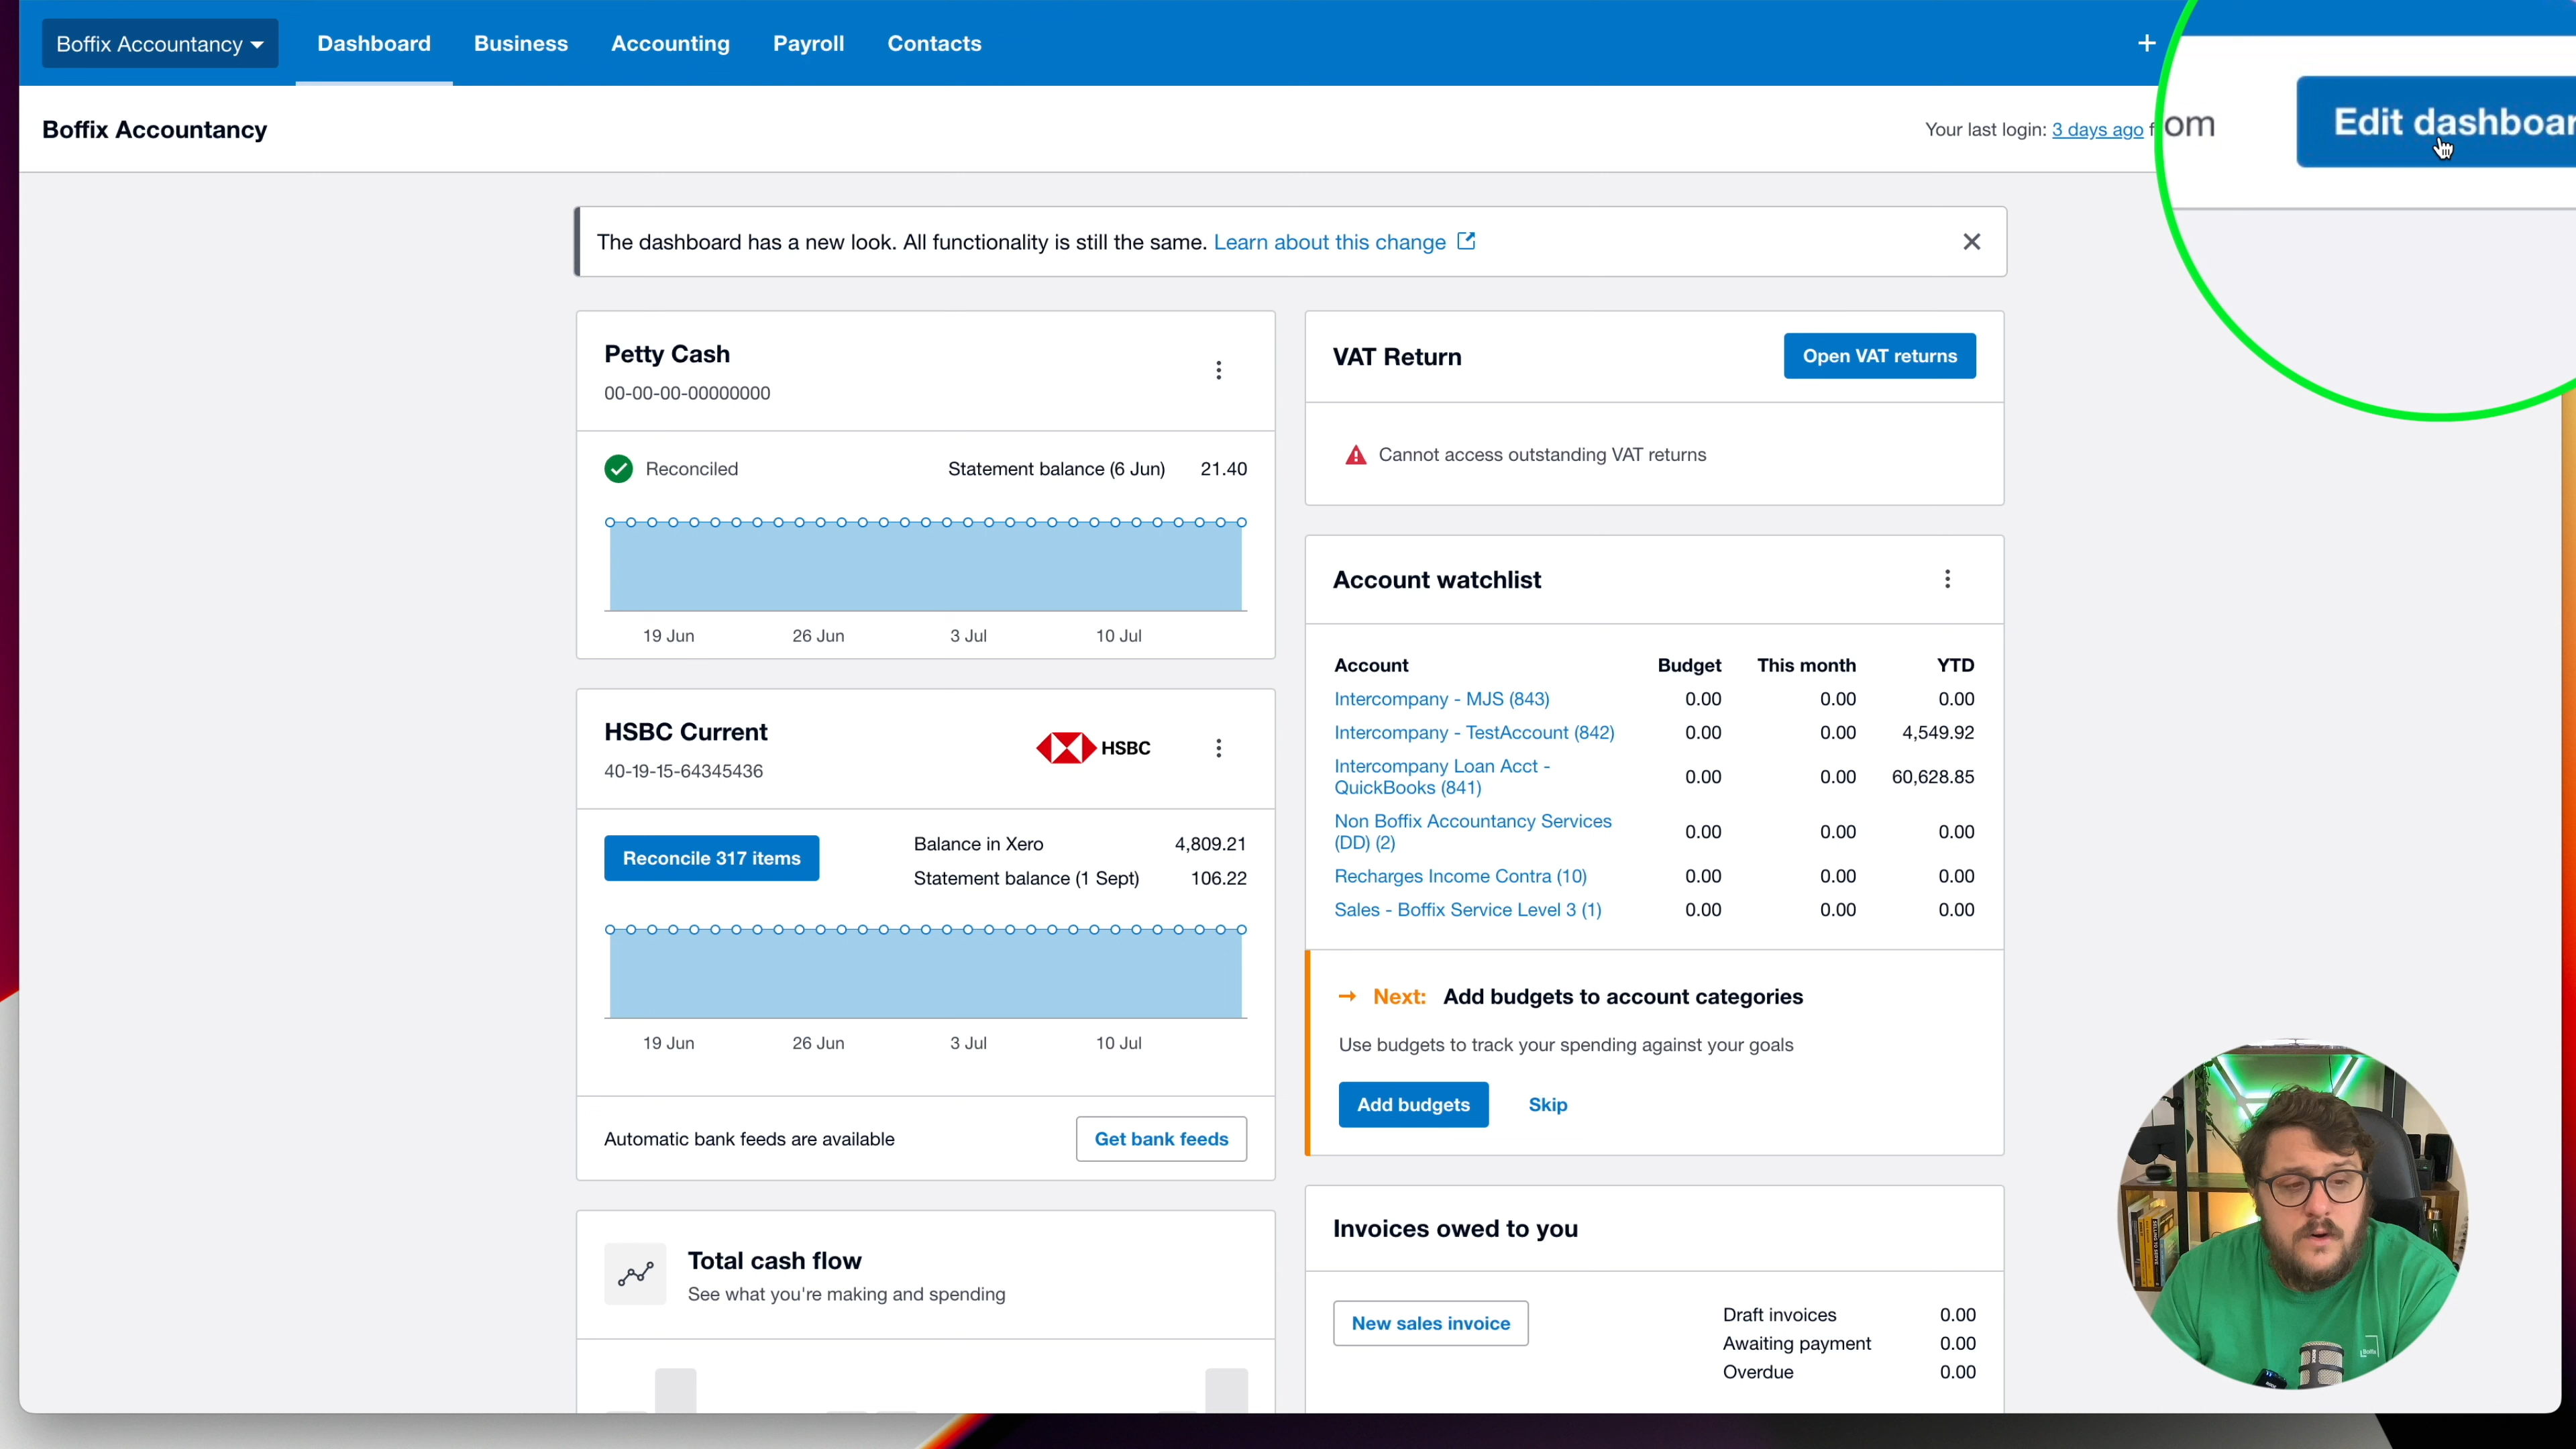 Boffix Accountancy
Dashboard
Business
Accounting
Payroll
Contacts
+
Boffix Accountancy
Your last login: 3 days ago f
om
Edit dashboar
The dashboard has a new look. All functionality is still the same. Learn about this change
Petty Cash
00-00-00-00000000
Reconciled
Statement balance (6 Jun) 21.40
19 Jun 26 Jun 3 Jul 10 Jul
HSBC Current
40-19-15-64345436
HSBC
Reconcile 317 items
Balance in Xero 4,809.21
Statement balance (1 Sept) 106.22
19 Jun 26 Jun 3 Jul 10 Jul
Automatic bank feeds are available
Get bank feeds
Total cash flow
See what you're making and spending
VAT Return
Open VAT returns
Cannot access outstanding VAT returns
Account watchlist
Account Budget This month YTD
Intercompany - MJS (843) 0.00 0.00 0.00
Intercompany - TestAccount (842) 0.00 0.00 4,549.92
Intercompany Loan Acct -
QuickBooks (841) 0.00 0.00 60,628.85
Non Boffix Accountancy Services
(DD) (2) 0.00 0.00 0.00
Recharges Income Contra (10) 0.00 0.00 0.00
Sales - Boffix Service Level 3 (1) 0.00 0.00 0.00
→ Next: Add budgets to account categories
Use budgets to track your spending against your goals
Add budgets
Skip
Invoices owed to you
New sales invoice
Draft invoices 0.00
Awaiting payment 0.00
Overdue 0.00